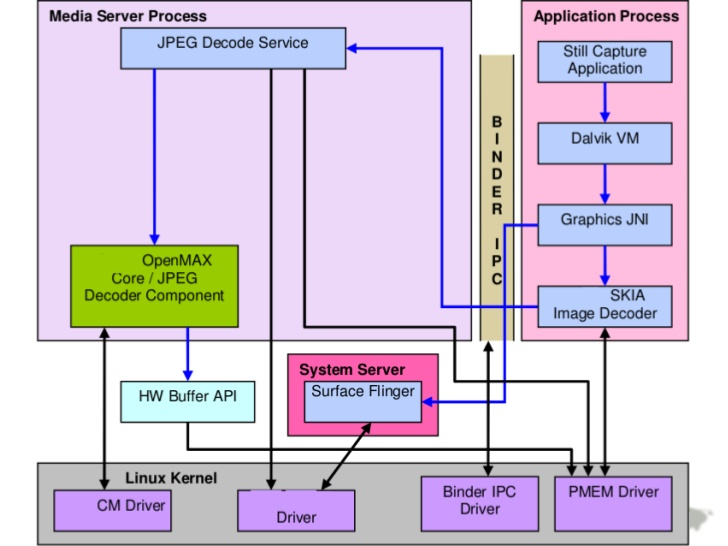 Media Server Process
JPEG Decode Service
OpenMAX
Core / JPEG
Decoder Component
HW Buffer API
System Server
Surface Flinger
BINDER IPC
Application Process
Still Capture
Application
Dalvik VM
Graphics JNI
SKIA
Image Decoder
Linux Kernel
CM Driver
Driver
Binder IPC
Driver
PMEM Driver